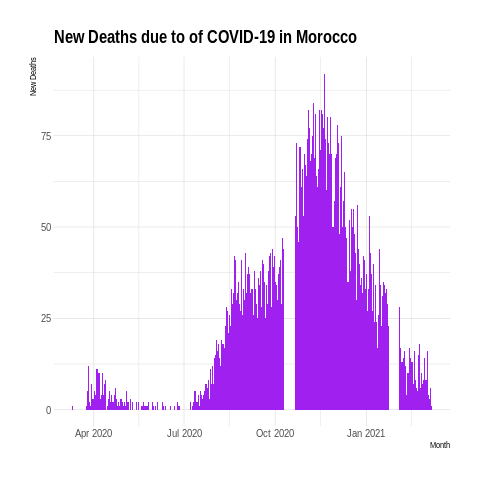 New Deaths due to of COVID-19 in Morocco
New Deaths
75
50
25
0
Apr 2020
Jul 2020
Oct 2020
Jan 2021
Month